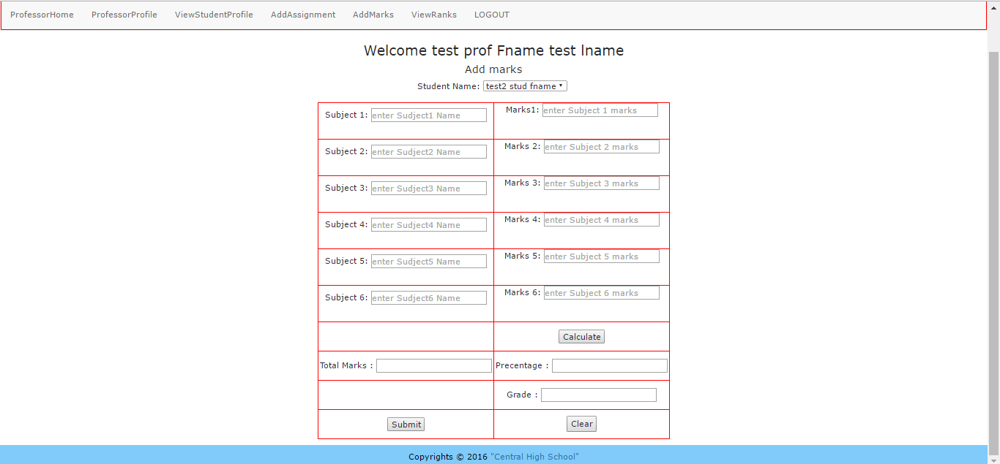 ProfessorHome ProfessorProfile ViewStudentProfile AddAssignment AddMarks ViewRanks LOGOUT
Welcome test prof Fname test lname
Add marks
Student Name: test2 stud fname
Subject 1: enter Subject1 Name Marks1: enter Subject 1 marks
Subject 2: enter Sudject2 Name Marks 2: enter Subject 2 marks
Subject 3: enter Sudject3 Name Marks 3: enter Subject 3 marks
Subject 4: enter Sudject4 Name Marks 4: enter Subject 4 marks
Subject 5: enter Sudject5 Name Marks 5: enter Subject 5 marks
Subject 6: enter Sudject6 Name Marks 6: enter Subject 6 marks
Calculate
Total Marks : Precentage :
Grade :
Submit Clear
Copyrights © 2016 "Central High School"